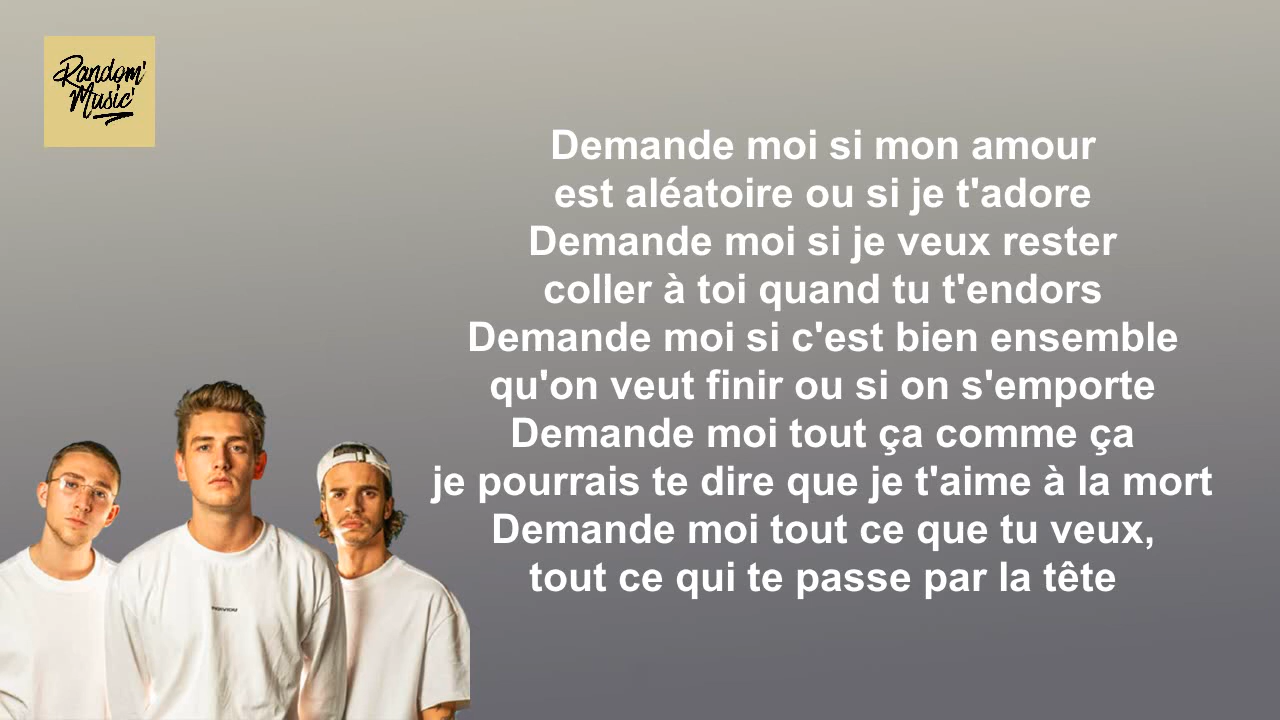 Random'
Music'
Demande moi si mon amour
est aléatoire ou si je t'adore
Demande moi si je veux rester
coller à toi quand tu t'endors
Demande moi si c'est bien ensemble
qu'on veut finir ou si on s'emporte
Demande moi tout ça comme ça
je pourrais te dire que je t'aime à la mort
Demande moi tout ce que tu veux,
tout ce qui te passe par la tête